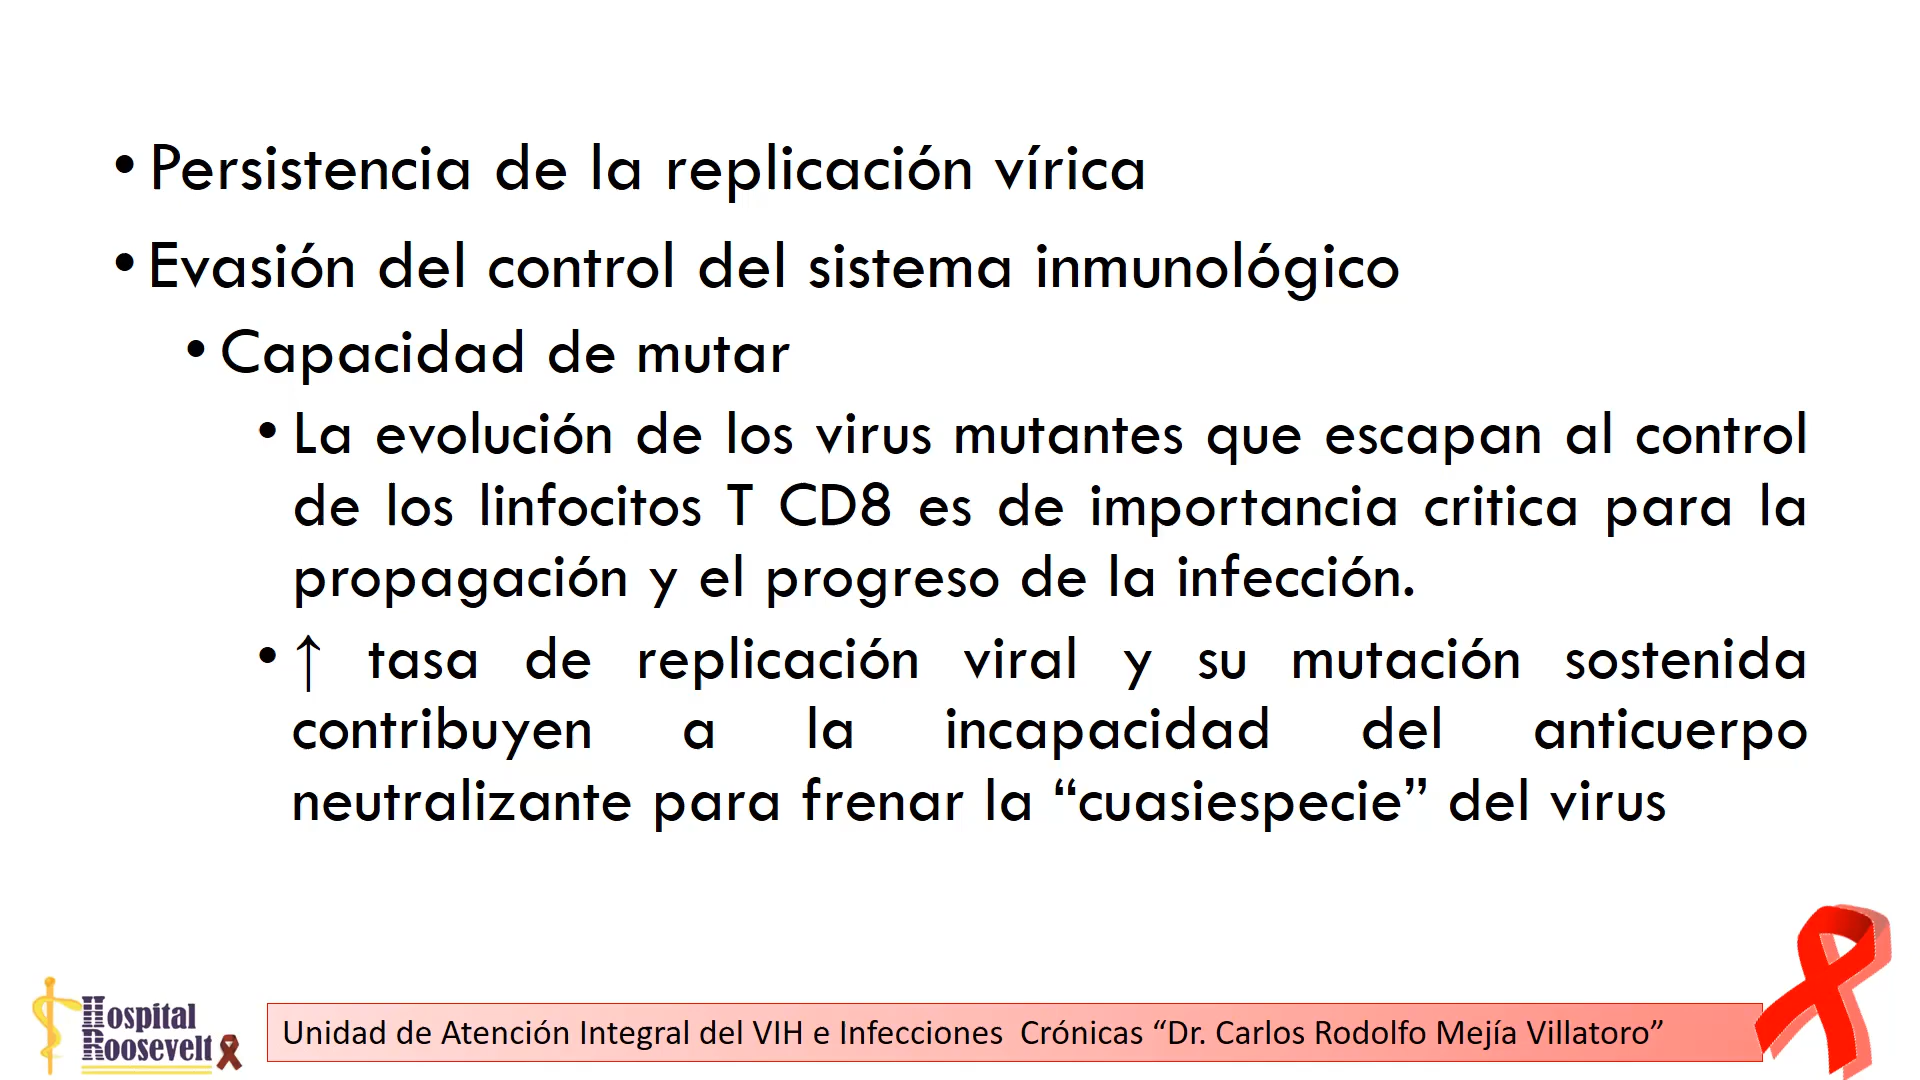 • Persistencia de la replicación vírica
• Evasión del control del sistema inmunológico
• Capacidad de mutar
• La evolución de los virus mutantes que escapan al control
de los linfocitos T CD8 es de importancia critica para la
propagación y el progreso de la infección.
• ↑ tasa de replicación viral y su mutación sostenida
contribuyen a la incapacidad del anticuerpo
neutralizante para frenar la “cuasiespecie” del virus
Hospital
Roosevelt
Unidad de Atención Integral del VIH e Infecciones Crónicas “Dr. Carlos Rodolfo Mejía Villatoro”